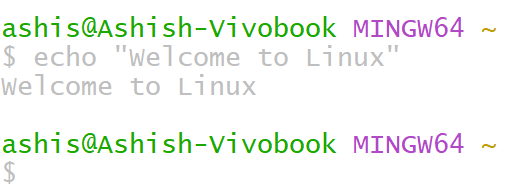 ashis@Ashish-Vivobook MINGW64 ~
$ echo "Welcome to Linux"
Welcome to Linux
ashis@Ashish-Vivobook MINGW64 ~
$